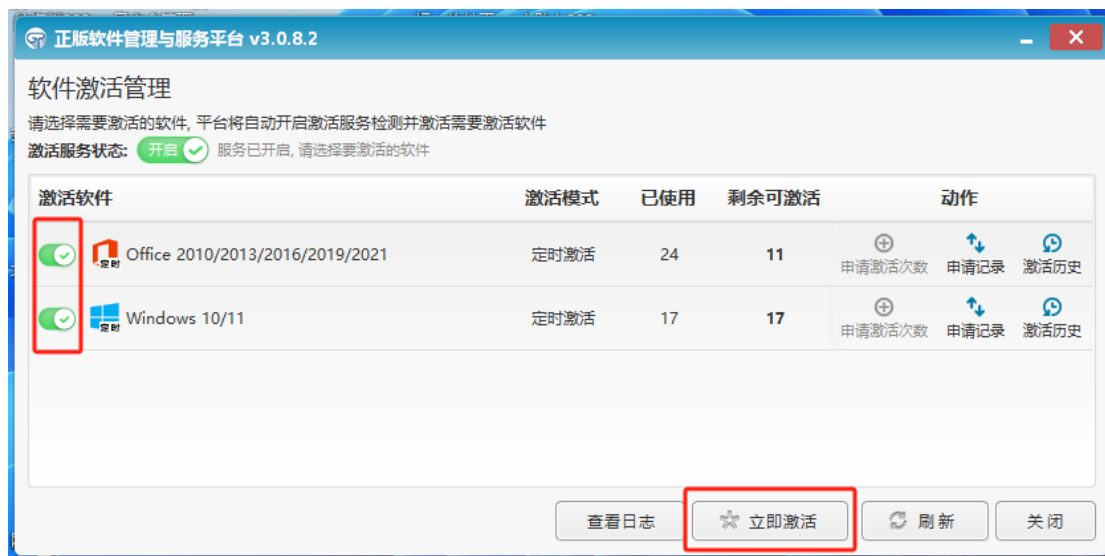 正版软件管理与服务平台 v3.0.8.2
软件激活管理
请选择需要激活的软件, 平台将自动开启激活服务检测并激活需要激活软件
激活服务状态: 开启 服务已开启, 请选择要激活的软件
激活软件 激活模式 已使用 剩余可激活 动作
定时 Office 2010/2013/2016/2019/2021 定时激活 24 11 申请激活次数 申请记录 激活历史
定时 Windows 10/11 定时激活 17 17 申请激活次数 申请记录 激活历史
查看日志 立即激活 刷新 关闭